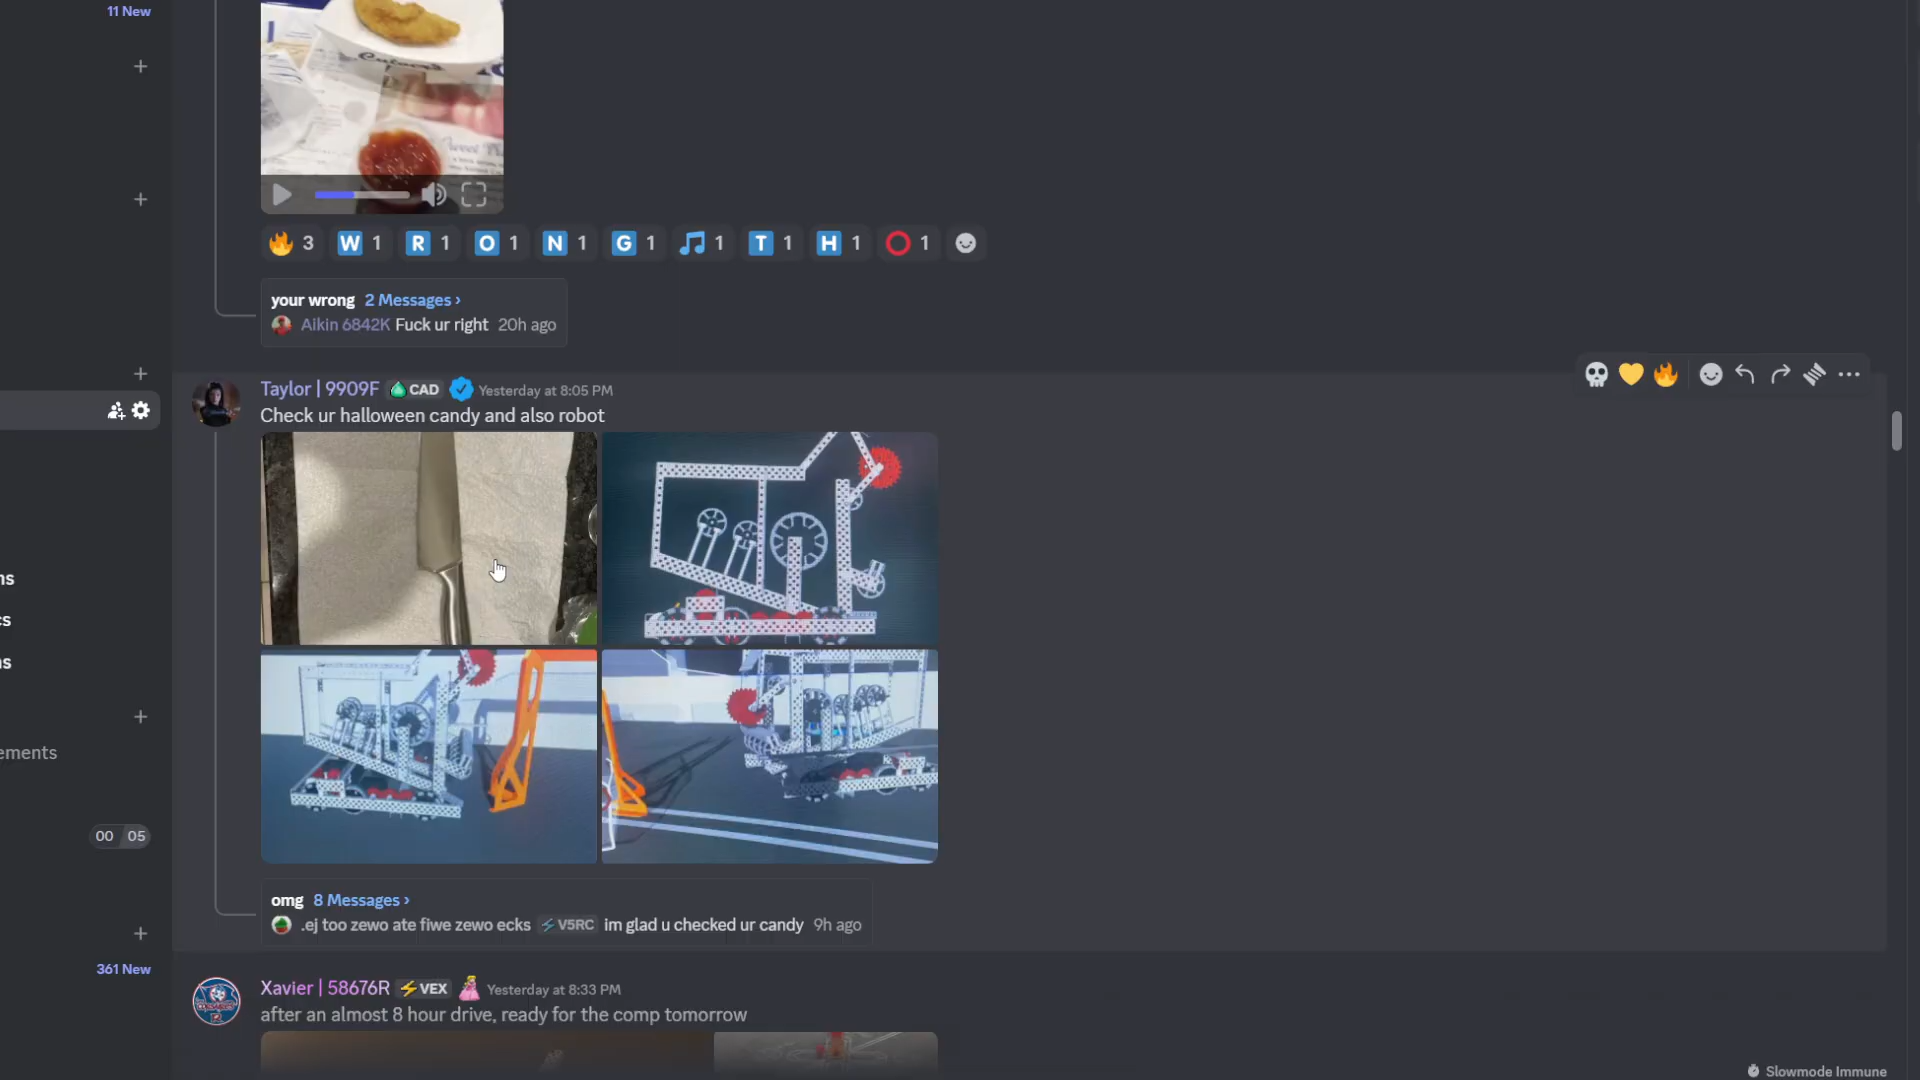 11 New
Culver's
3 W 1 R 1 O 1 N 1 G 1 1 T 1 H 1 1
your wrong 2 Messages ›
Aikin 6842K Fuck ur right 20h ago
Taylor | 9909F CAD Yesterday at 8:05 PM
Check ur halloween candy and also robot
ns
cs
ns
ements
00 05
omg 8 Messages ›
.ej too zewo ate fiwe zewo ecks V5RC im glad u checked ur candy 9h ago
361 New
Xavier | 58676R VEX Yesterday at 8:33 PM
after an almost 8 hour drive, ready for the comp tomorrow
Slowmode Immune